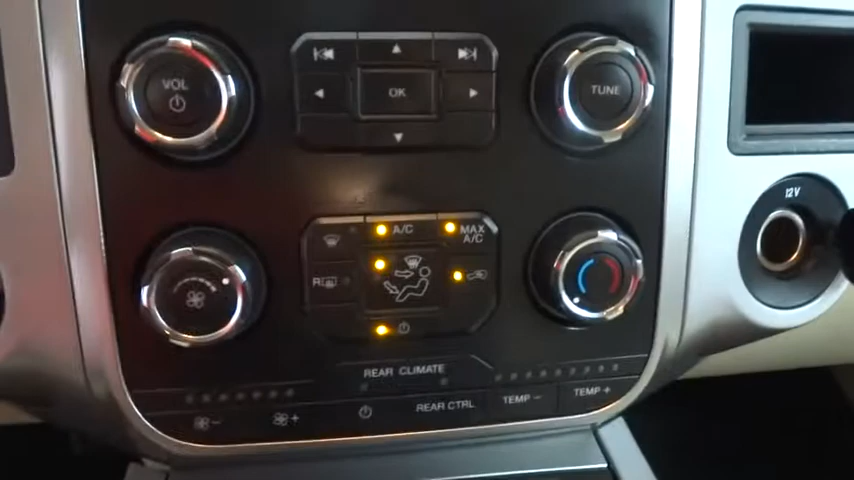 VOL
OK
TUNE
12V
A/C
MAX
A/C
R
REAR CLIMATE
REAR CTRL
TEMP −
TEMP +